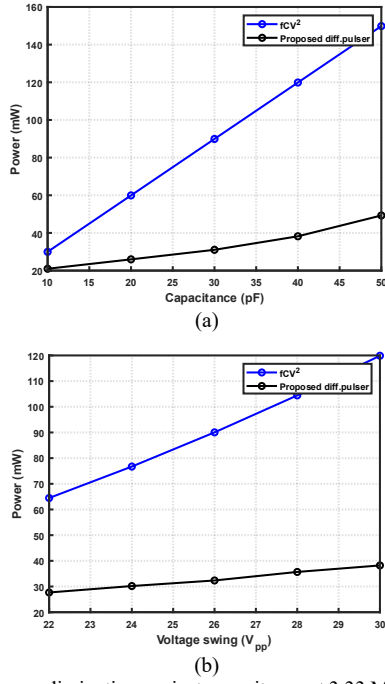 160
140
120
100
80
60
40
20
Power (mW)
fCV²
Proposed diff.pulser
10 15 20 25 30 35 40 45 50
Capacitance (pF)
(a)
120
110
100
90
80
70
60
50
40
30
20
Power (mW)
fCV²
Proposed diff.pulser
22 23 24 25 26 27 28 29 30
Voltage swing (Vpp)
(b)